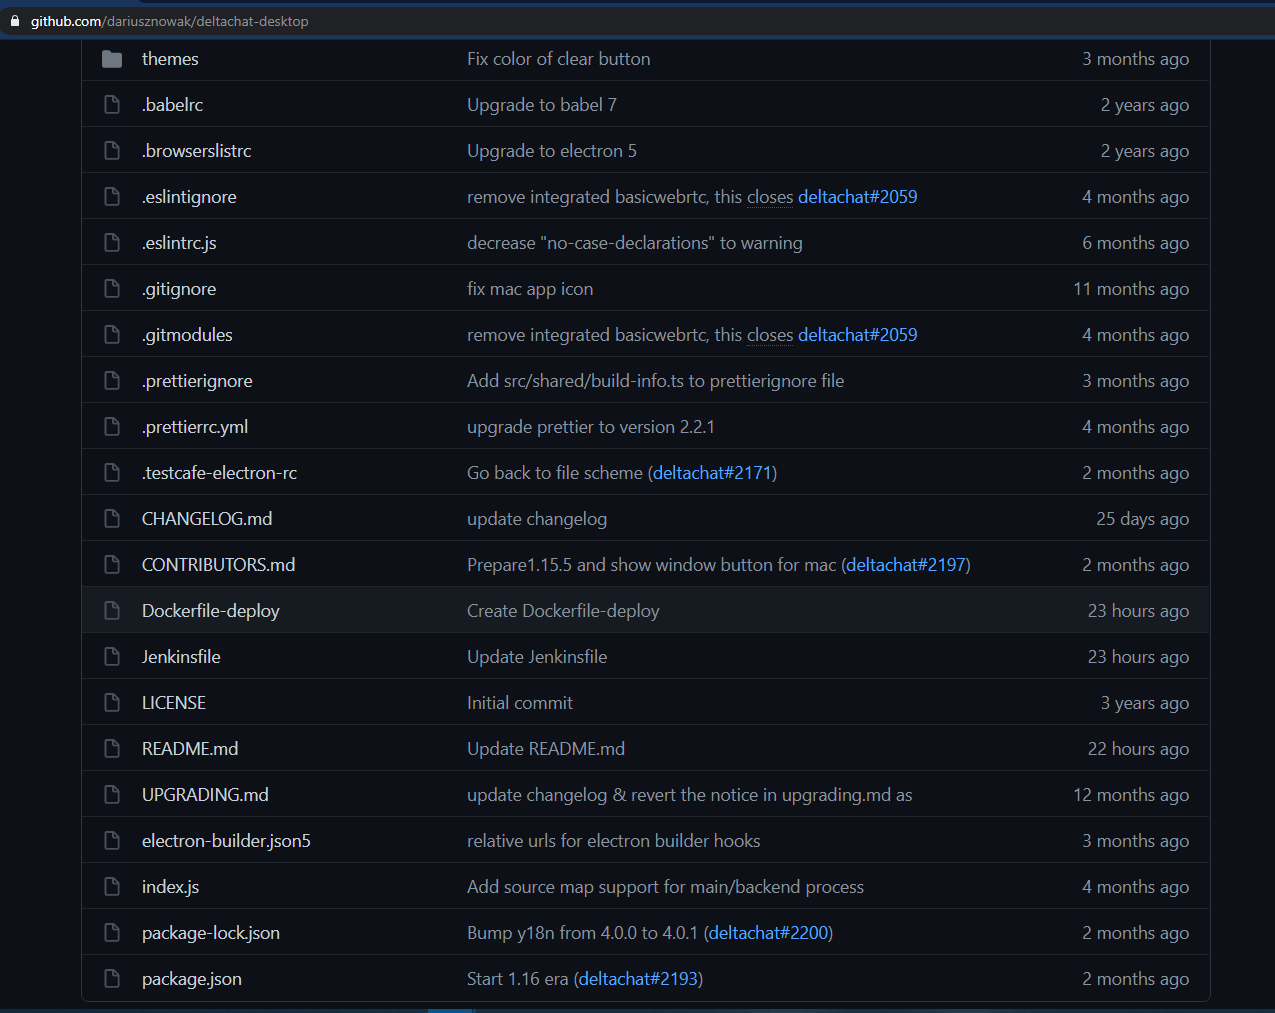 github.com/dariusznowak/deltachat-desktop
themes Fix color of clear button 3 months ago
.babelrc Upgrade to babel 7 2 years ago
.browserslistrc Upgrade to electron 5 2 years ago
.eslintignore remove integrated basicwebrtc, this closes deltachat#2059 4 months ago
.eslintrc.js decrease "no-case-declarations" to warning 6 months ago
.gitignore fix mac app icon 11 months ago
.gitmodules remove integrated basicwebrtc, this closes deltachat#2059 4 months ago
.prettierignore Add src/shared/build-info.ts to prettierignore file 3 months ago
.prettierrc.yml upgrade prettier to version 2.2.1 4 months ago
.testcafe-electron-rc Go back to file scheme (deltachat#2171) 2 months ago
CHANGELOG.md update changelog 25 days ago
CONTRIBUTORS.md Prepare1.15.5 and show window button for mac (deltachat#2197) 2 months ago
Dockerfile-deploy Create Dockerfile-deploy 23 hours ago
Jenkinsfile Update Jenkinsfile 23 hours ago
LICENSE Initial commit 3 years ago
README.md Update README.md 22 hours ago
UPGRADING.md update changelog & revert the notice in upgrading.md as 12 months ago
electron-builder.json5 relative urls for electron builder hooks 3 months ago
index.js Add source map support for main/backend process 4 months ago
package-lock.json Bump y18n from 4.0.0 to 4.0.1 (deltachat#2200) 2 months ago
package.json Start 1.16 era (deltachat#2193) 2 months ago